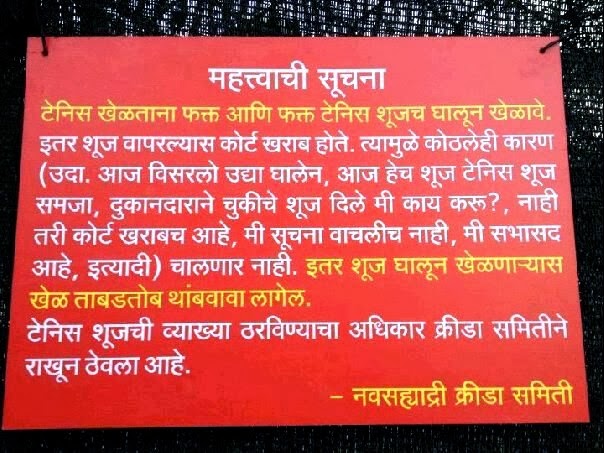 महत्त्वाची सूचना
टेनिस खेळताना फक्त आणि फक्त टेनिस शूजच घालून खेळावे.
इतर शूज वापरल्यास कोर्ट खराब होते. त्यामुळे कोठलेही कारण
(उदा. आज विसरलो उद्या घालेन, आज हेच शूज टेनिस शूज
समजा, दुकानदाराने चुकीचे शूज दिले मी काय करू?, नाही
तरी कोर्ट खराबच आहे, मी सूचना वाचलीच नाही, मी सभासद
आहे, इत्यादी) चालणार नाही. इतर शूज घालून खेळणाऱ्यास
खेळ ताबडतोब थांबवावा लागेल.
टेनिस शूजची व्याख्या ठरविण्याचा अधिकार क्रीडा समितीने
राखून ठेवला आहे.
– नवसह्याद्री क्रीडा समिती